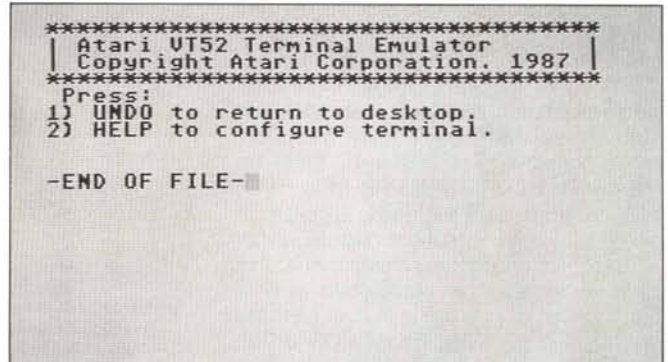 ****************************************
| Atari VT52 Terminal Emulator |
| Copyright Atari Corporation. 1987 |
****************************************
Press:
1) UNDO to return to desktop.
2) HELP to configure terminal.
-END OF FILE-